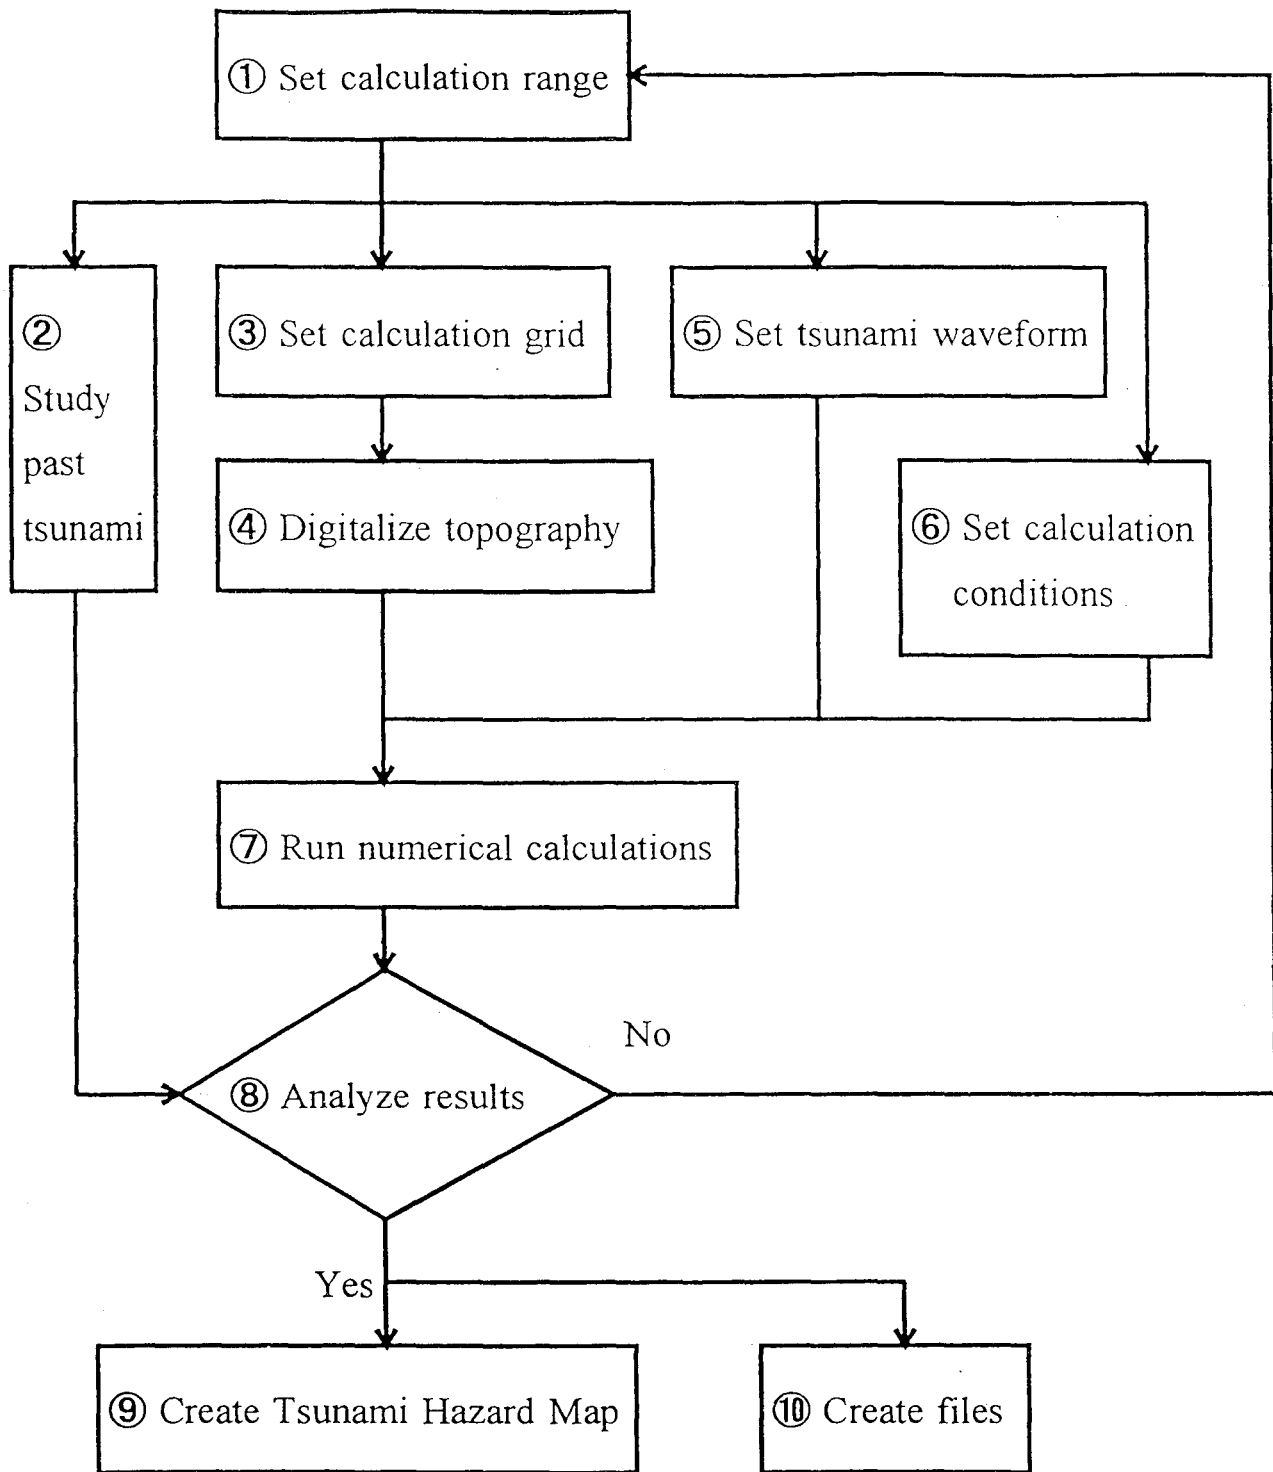 ① Set calculation range
②
Study
past
tsunami
③ Set calculation grid
④ Digitalize topography
⑤ Set tsunami waveform
⑥ Set calculation
conditions
⑦ Run numerical calculations
⑧ Analyze results
No
Yes
⑨ Create Tsunami Hazard Map
⑩ Create files